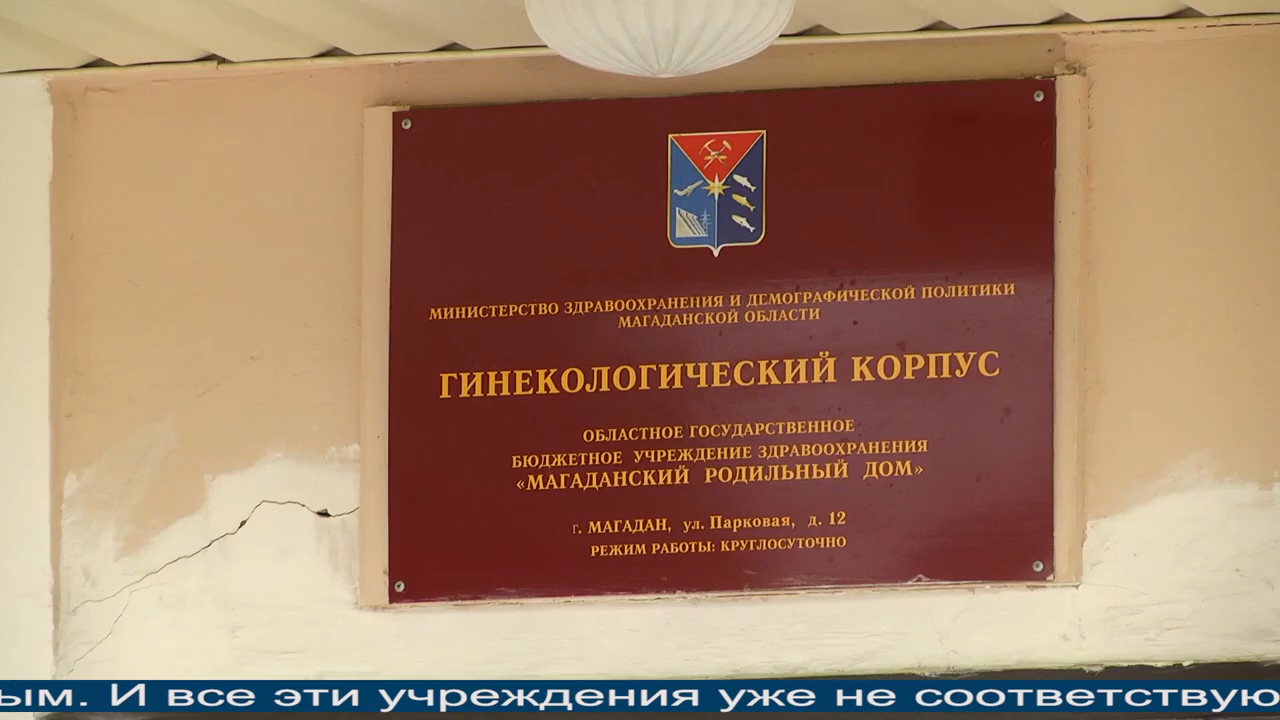 МИНИСТЕРСТВО ЗДРАВООХРАНЕНИЯ И ДЕМОГРАФИЧЕСКОЙ ПОЛИТИКИ
МАГАДАНСКОЙ ОБЛАСТИ
ГИНЕКОЛОГИЧЕСКИЙ КОРПУС
ОБЛАСТНОЕ ГОСУДАРСТВЕННОЕ
БЮДЖЕТНОЕ УЧРЕЖДЕНИЕ ЗДРАВООХРАНЕНИЯ
«МАГАДАНСКИЙ РОДИЛЬНЫЙ ДОМ»
г. МАГАДАН, ул. Парковая, д. 12
РЕЖИМ РАБОТЫ: КРУГЛОСУТОЧНО
ым. И все эти учреждения уже не соответствую